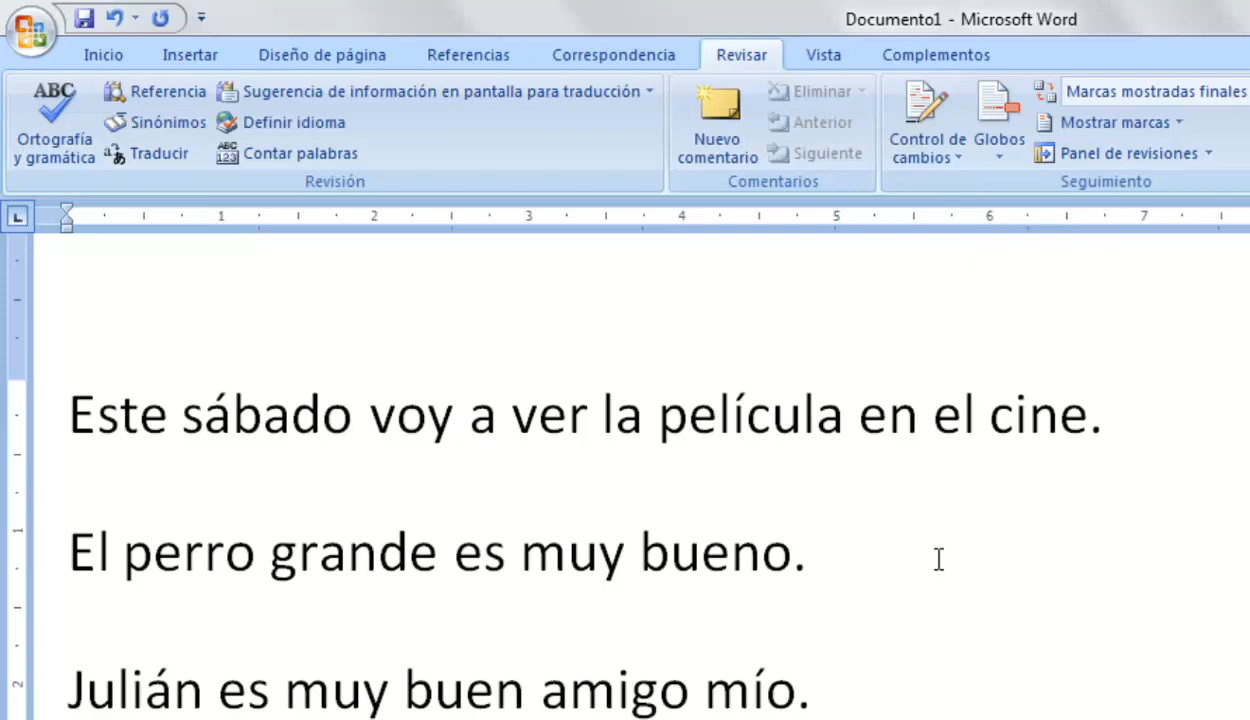 Documento1 - Microsoft Word
Inicio Insertar Diseño de página Referencias Correspondencia Revisar Vista Complementos
ABC Ortografía y gramática
Referencia
Sinónimos
Traducir
Sugerencia de información en pantalla para traducción
Definir idioma
ABC 123 Contar palabras
Revisión
Nuevo comentario
Eliminar
Anterior
Siguiente
Comentarios
Control de cambios
Globos
Marcas mostradas finales
Mostrar marcas
Panel de revisiones
Seguimiento
1 2 3 4 5 6 7
Este sábado voy a ver la película en el cine.
1
El perro grande es muy bueno.
2
Julián es muy buen amigo mío.